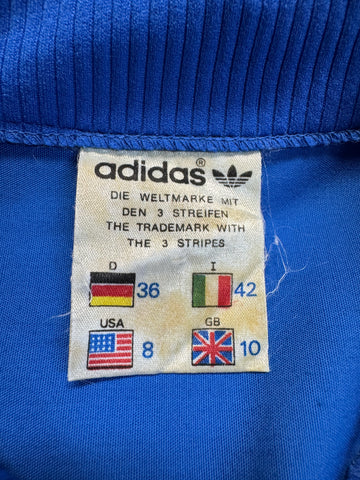 adidas®
DIE WELTMARKE MIT
DEN 3 STREIFEN
THE TRADEMARK WITH
THE 3 STRIPES
D I
36 42
USA GB
8 10